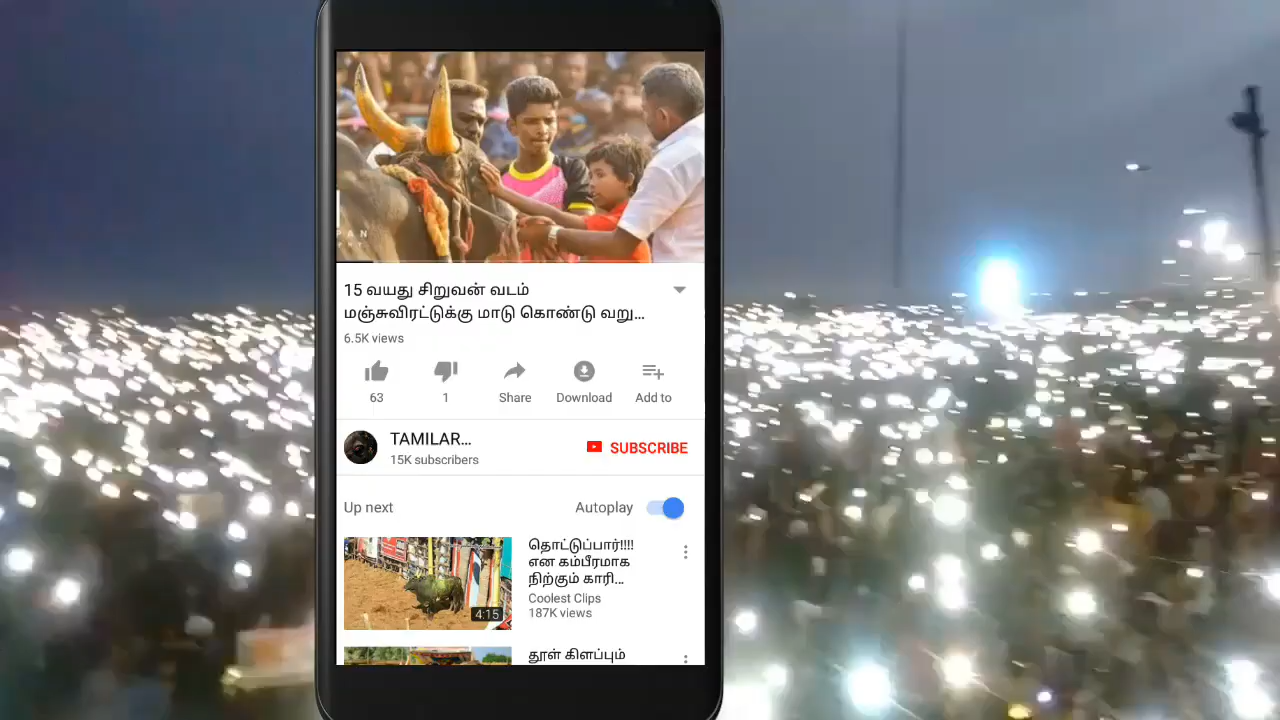 PAN
15 வயது சிறுவன் வடம்
மஞ்சுவிரட்டுக்கு மாடு கொண்டு வறு...
6.5K views
63
1
Share
Download
Add to
TAMILAR...
15K subscribers
SUBSCRIBE
Up next
Autoplay
தொட்டுப்பார்!!!!
என கம்பீரமாக
நிற்கும் காரி...
Coolest Clips
187K views
4:15
தூள் கிளப்பும்